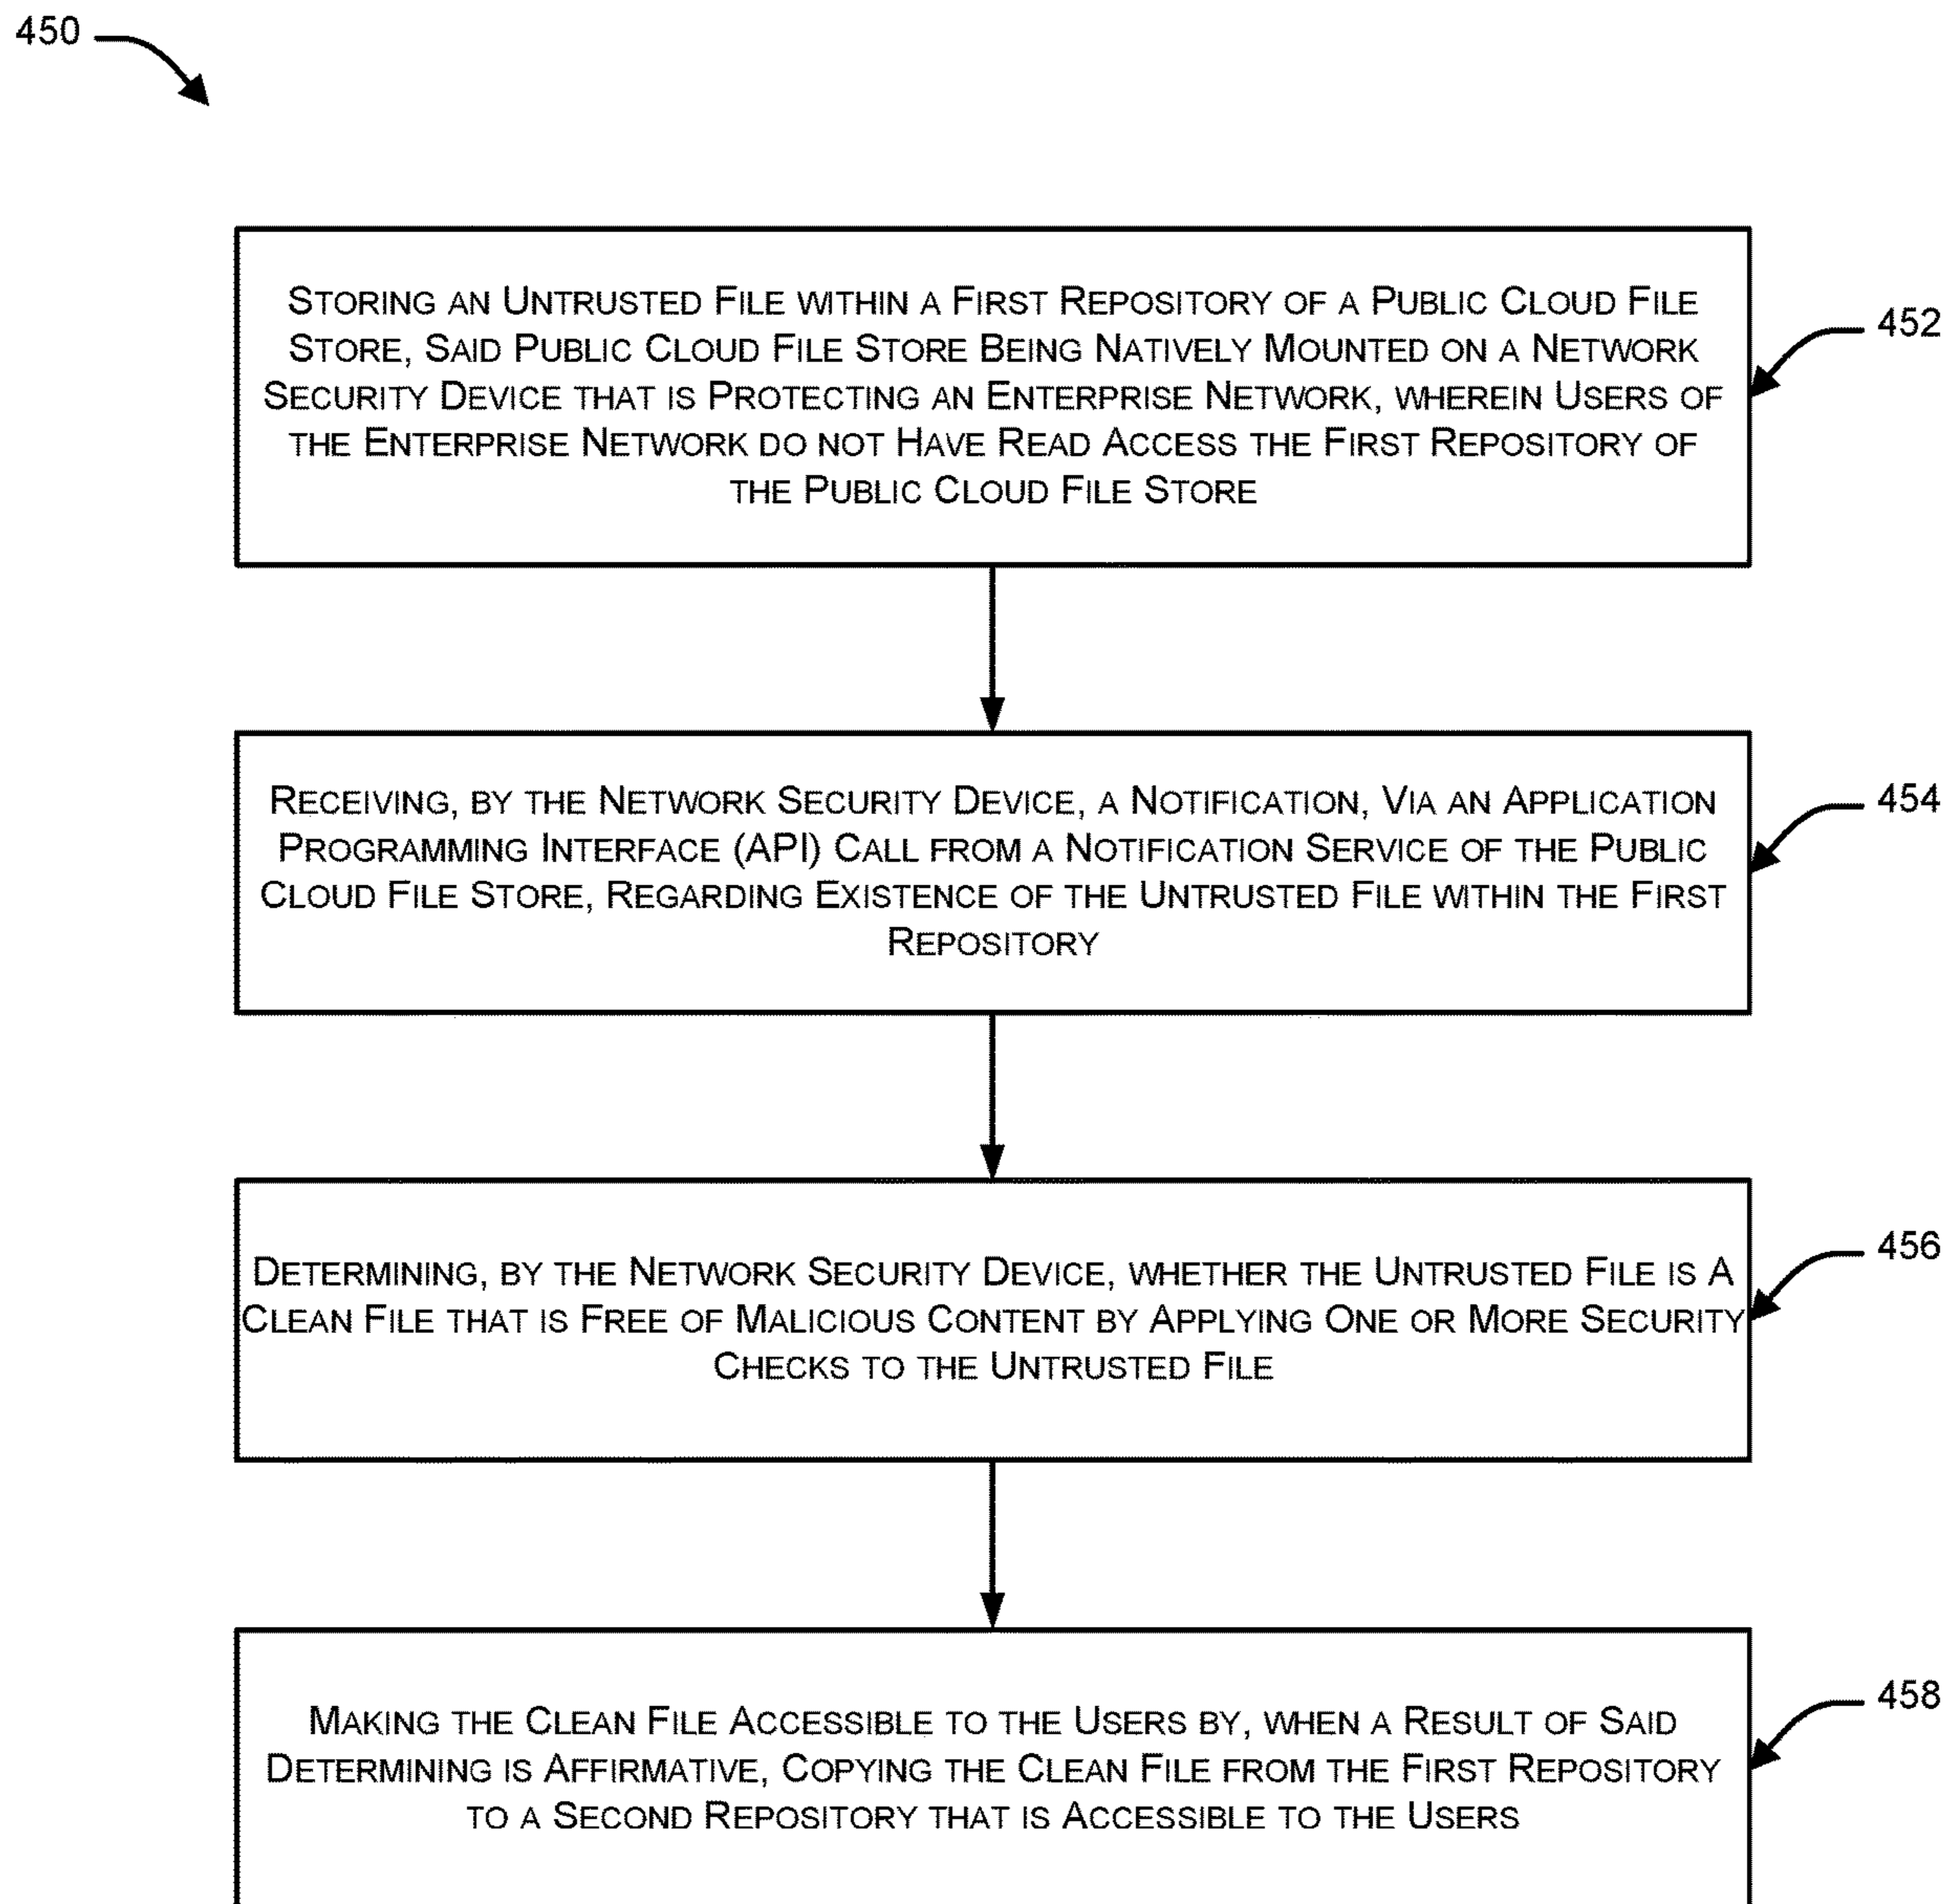 450
STORING AN UNTRUSTED FILE WITHIN A FIRST REPOSITORY OF A PUBLIC CLOUD FILE
STORE, SAID PUBLIC CLOUD FILE STORE BEING NATIVELY MOUNTED ON A NETWORK
SECURITY DEVICE THAT IS PROTECTING AN ENTERPRISE NETWORK, WHEREIN USERS OF
THE ENTERPRISE NETWORK DO NOT HAVE READ ACCESS THE FIRST REPOSITORY OF
THE PUBLIC CLOUD FILE STORE
452
RECEIVING, BY THE NETWORK SECURITY DEVICE, A NOTIFICATION, VIA AN APPLICATION
PROGRAMMING INTERFACE (API) CALL FROM A NOTIFICATION SERVICE OF THE PUBLIC
CLOUD FILE STORE, REGARDING EXISTENCE OF THE UNTRUSTED FILE WITHIN THE FIRST
REPOSITORY
454
DETERMINING, BY THE NETWORK SECURITY DEVICE, WHETHER THE UNTRUSTED FILE IS A
CLEAN FILE THAT IS FREE OF MALICIOUS CONTENT BY APPLYING ONE OR MORE SECURITY
CHECKS TO THE UNTRUSTED FILE
456
MAKING THE CLEAN FILE ACCESSIBLE TO THE USERS BY, WHEN A RESULT OF SAID
DETERMINING IS AFFIRMATIVE, COPYING THE CLEAN FILE FROM THE FIRST REPOSITORY
TO A SECOND REPOSITORY THAT IS ACCESSIBLE TO THE USERS
458